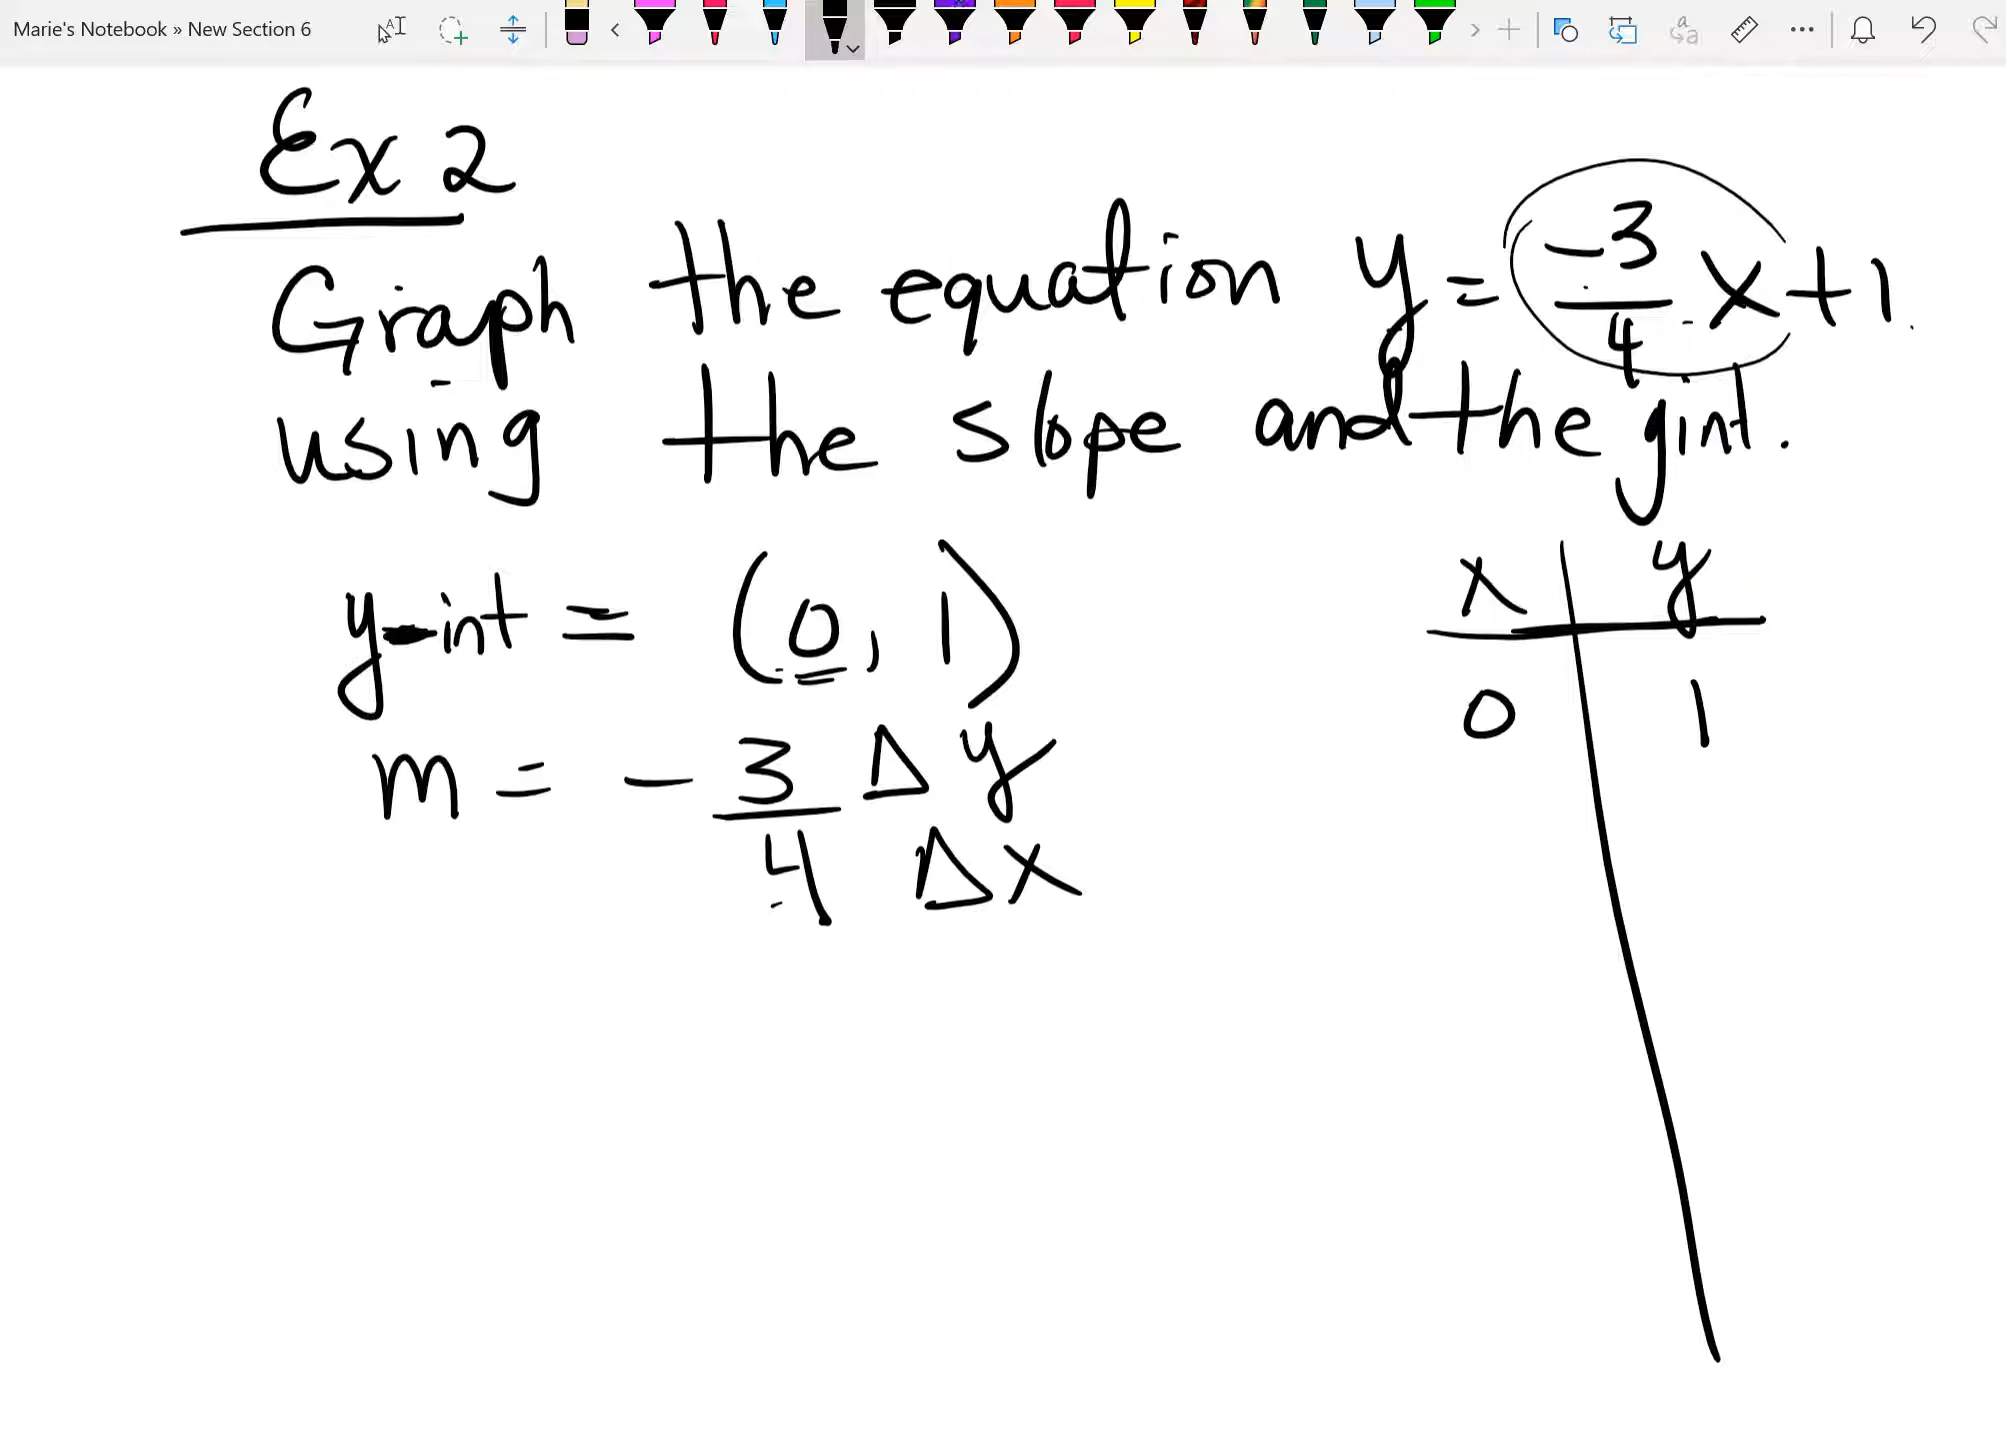 Marie's Notebook » New Section 6
Ex 2
Graph the equation y = -3/4 x + 1.
using the slope and the yint.
y-int = (0, 1)
m = - 3/4 Δy/Δx
x | y
0 | 1